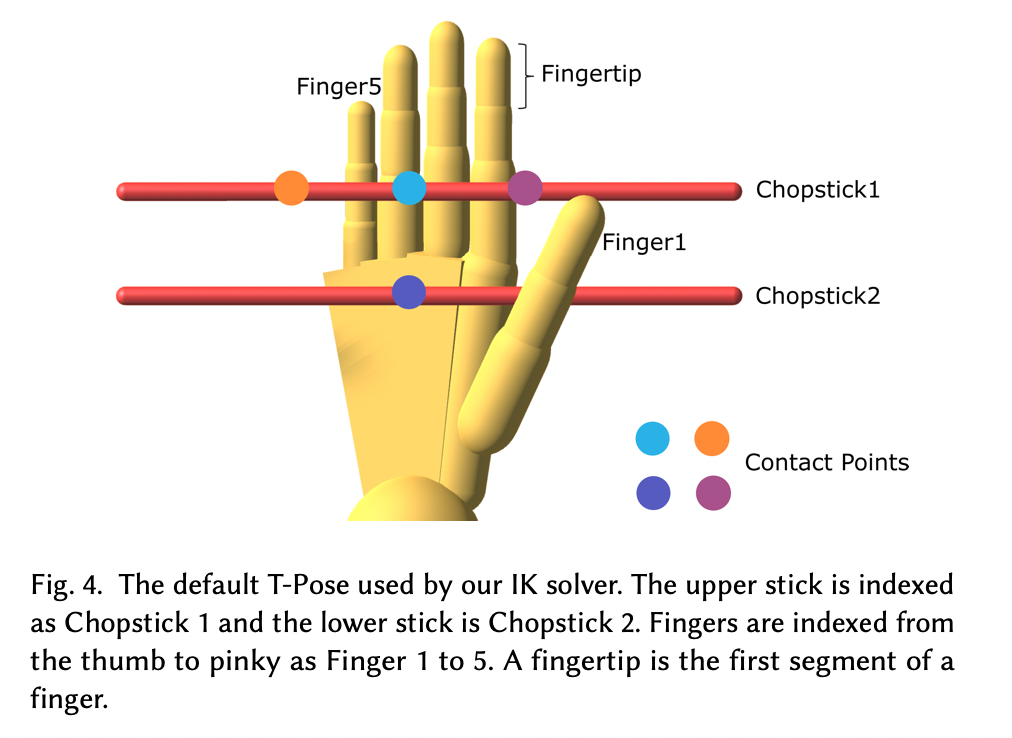 Finger5
Fingertip
Chopstick1
Finger1
Chopstick2
Contact Points
Fig. 4. The default T-Pose used by our IK solver. The upper stick is indexed
as Chopstick 1 and the lower stick is Chopstick 2. Fingers are indexed from
the thumb to pinky as Finger 1 to 5. A fingertip is the first segment of a
finger.